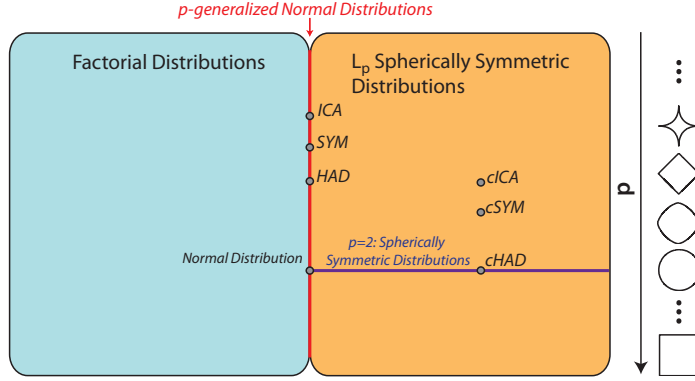 p-generalized Normal Distributions
Factorial Distributions
Lp Spherically Symmetric
Distributions
ICA
SYM
HAD
cICA
cSYM
p
p=2: Spherically
Symmetric Distributions
Normal Distribution
cHAD